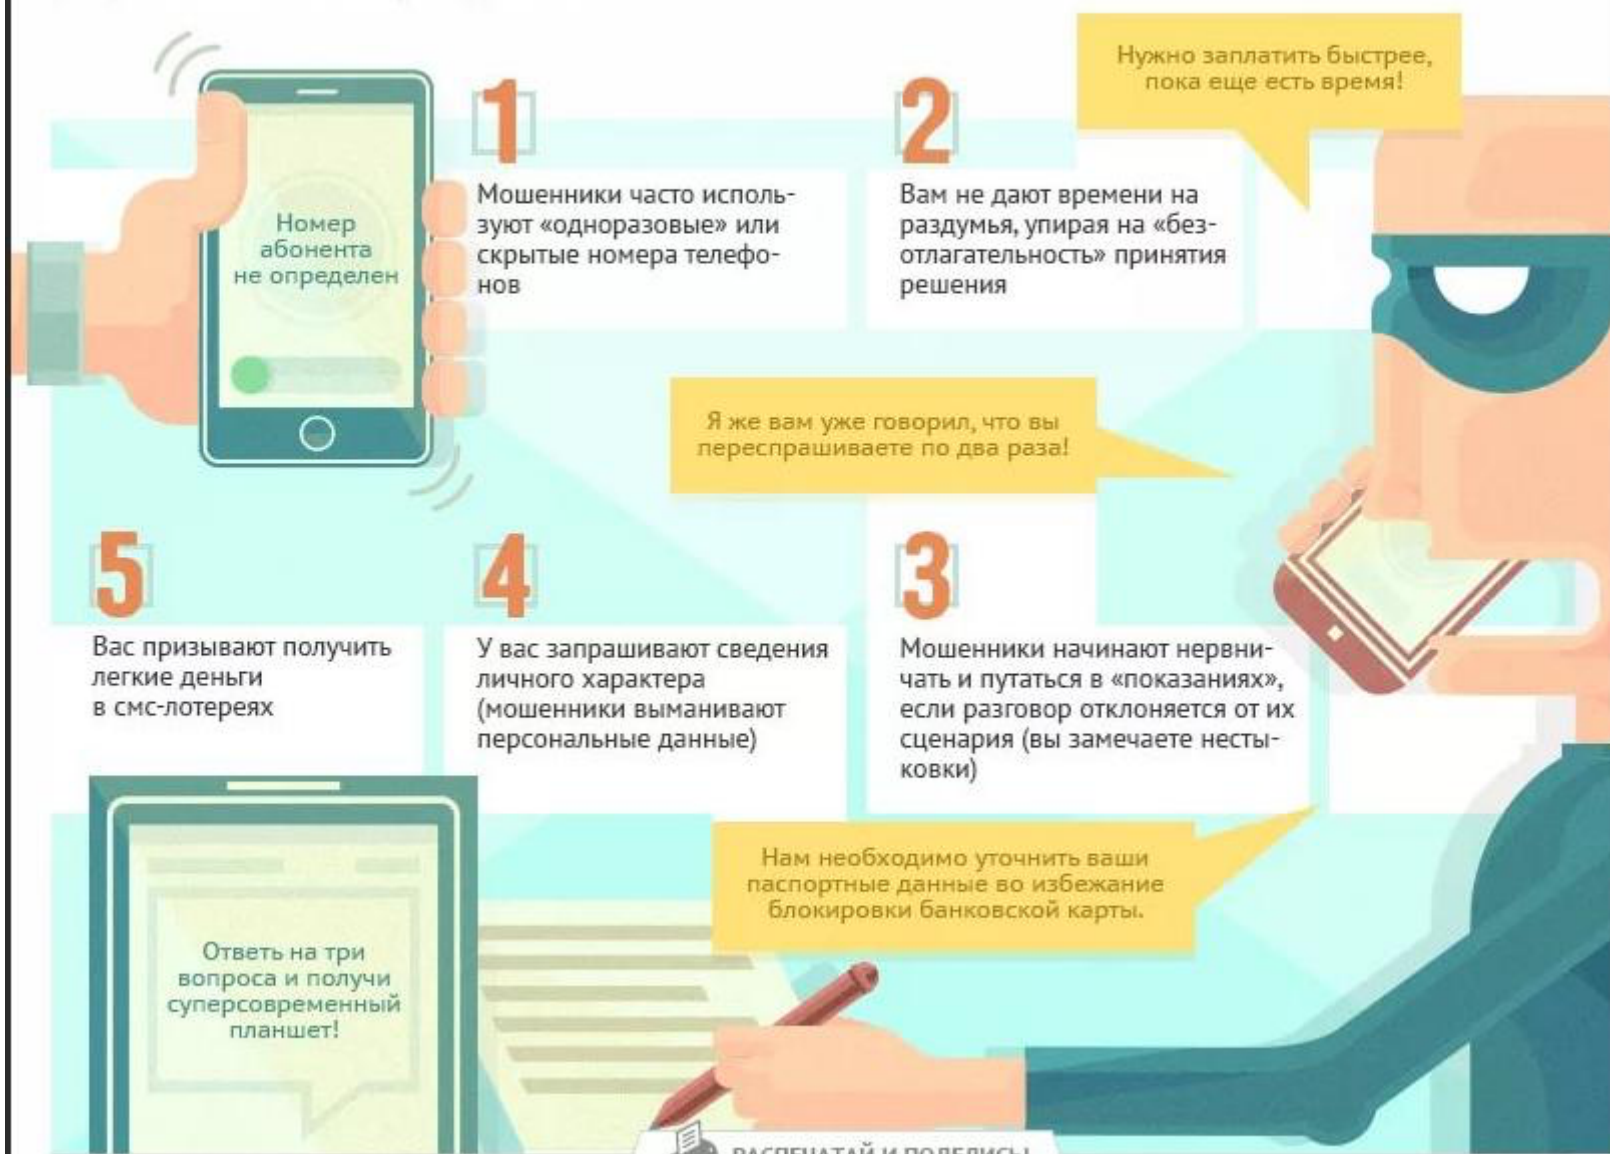 Номер
абонента
не определен
1
Мошенники часто исполь-
зуют «одноразовые» или
скрытые номера телефо-
нов
2
Вам не дают времени на
раздумья, упирая на «без-
отлагательность» принятия
решения
Нужно заплатить быстрее,
пока еще есть время!
Я же вам уже говорил, что вы
переспрашиваете по два раза!
3
Мошенники начинают нервни-
чать и путаться в «показаниях»,
если разговор отклоняется от их
сценария (вы замечаете несты-
ковки)
4
У вас запрашивают сведения
личного характера
(мошенники выманивают
персональные данные)
Нам необходимо уточнить ваши
паспортные данные во избежание
блокировки банковской карты.
5
Вас призывают получить
легкие деньги
в смс-лотереях
Ответь на три
вопроса и получи
суперсовременный
планшет!
РАСПЕЧАТАЙ И ПОДЕЛИСЬ!